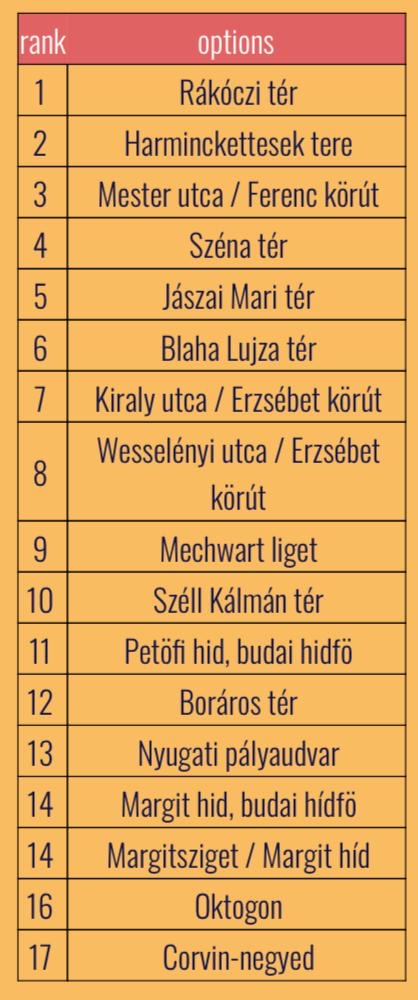 rank options
1 Rákóczi tér
2 Harminckettesek tere
3 Mester utca / Ferenc körút
4 Széna tér
5 Jászai Mari tér
6 Blaha Lujza tér
7 Kiraly utca / Erzsébet körút
8 Wesselényi utca / Erzsébet
körút
9 Mechwart liget
10 Széll Kálmán tér
11 Petöfi hid, budai hidfö
12 Boráros tér
13 Nyugati pályaudvar
14 Margit hid, budai hídfö
14 Margitsziget / Margit híd
16 Oktogon
17 Corvin-negyed